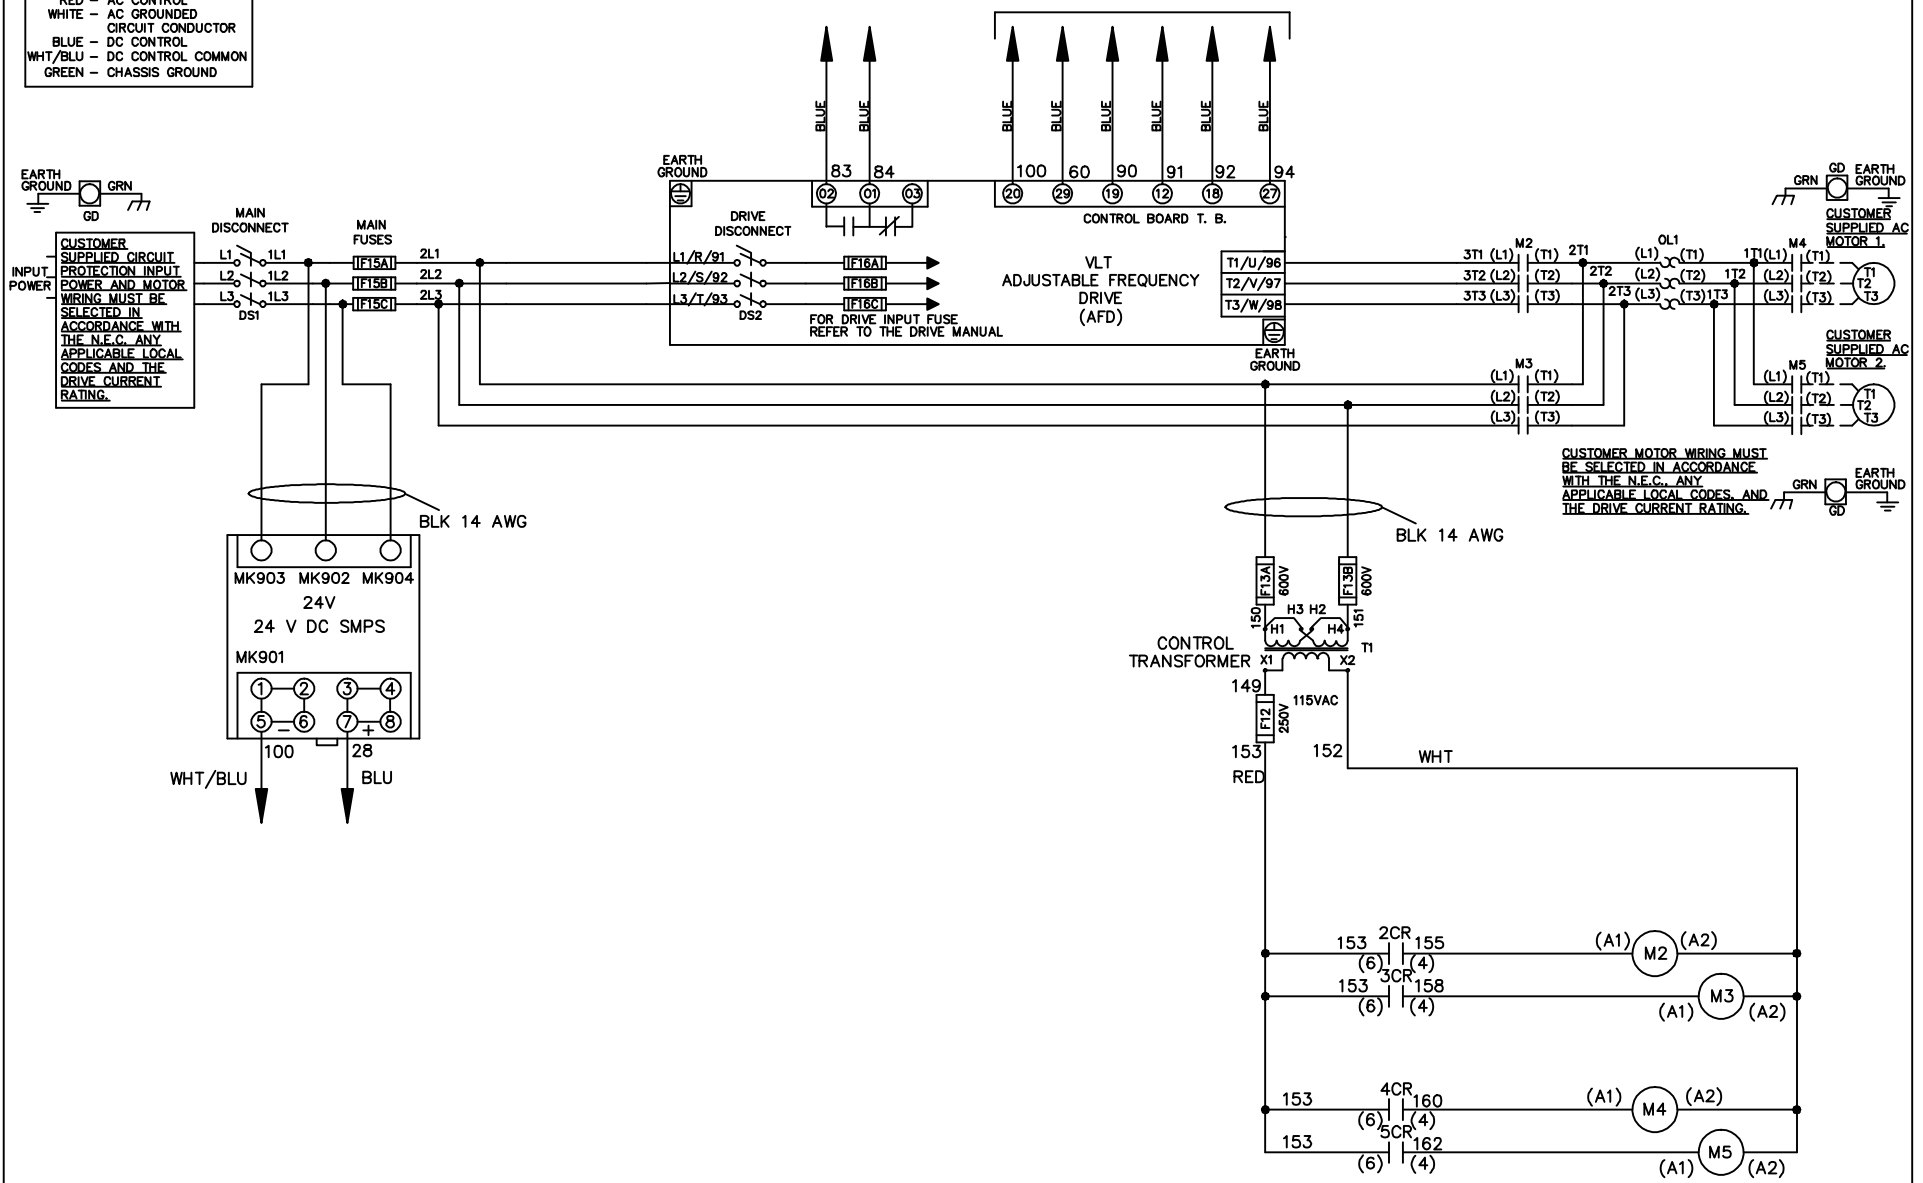 RED – AC CONTROL
WHITE – AC GROUNDED
CIRCUIT CONDUCTOR
BLUE – DC CONTROL
WHT/BLU – DC CONTROL COMMON
GREEN – CHASSIS GROUND
BLUE
BLUE
BLUE
BLUE
BLUE
BLUE
BLUE
BLUE
EARTH
GROUND
GRN
GD
MAIN
DISCONNECT
MAIN
FUSES
INPUT
POWER
CUSTOMER
SUPPLIED CIRCUIT
PROTECTION INPUT
POWER AND MOTOR
WIRING MUST BE
SELECTED IN
ACCORDANCE WITH
THE N.E.C. ANY
APPLICABLE LOCAL
CODES AND THE
DRIVE CURRENT
RATING.
L1 1L1 F15A 2L1
L2 1L2 F15B 2L2
L3 1L3 F15C 2L3
DS1
EARTH
GROUND
83 84
02 01 03
100 60 90 91 92 94
20 29 19 12 18 27
CONTROL BOARD T. B.
DRIVE
DISCONNECT
L1/R/91 F16A
L2/S/92 F16B
L3/T/93 F16C
DS2
FOR DRIVE INPUT FUSE
REFER TO THE DRIVE MANUAL
VLT
ADJUSTABLE FREQUENCY
DRIVE
(AFD)
T1/U/96
T2/V/97
T3/W/98
EARTH
GROUND
M2
3T1 (L1) (T1) 2T1
3T2 (L2) (T2) 2T2
3T3 (L3) (T3) 2T3
OL1
(L1) (T1) 1T1
(L2) (T2) 1T2
(L3) (T3) 1T3
M4
(L1) (T1)
(L2) (T2)
(L3) (T3)
T1
T2
T3
GRN
GD
EARTH
GROUND
CUSTOMER
SUPPLIED AC
MOTOR 1.
M3
(L1) (T1)
(L2) (T2)
(L3) (T3)
CUSTOMER
SUPPLIED AC
MOTOR 2.
M5
(L1) (T1)
(L2) (T2)
(L3) (T3)
T1
T2
T3
CUSTOMER MOTOR WIRING MUST
BE SELECTED IN ACCORDANCE
WITH THE N.E.C., ANY
APPLICABLE LOCAL CODES, AND
THE DRIVE CURRENT RATING.
GRN
GD
EARTH
GROUND
BLK 14 AWG
MK903 MK902 MK904
24V
24 V DC SMPS
MK901
1 2 3 4
5 6 7 8
– +
100 28
WHT/BLU BLU
BLK 14 AWG
F13A 600V
F13B 600V
150 H3 H2 151
H1 H4
CONTROL
TRANSFORMER
T1
X1 X2
149
115VAC
F12 250V
153 152
RED
WHT
153 2CR 155 (A1) M2 (A2)
(6) (4)
153 3CR 158 M3
(6) (4) (A1) (A2)
153 4CR 160 (A1) M4 (A2)
(6) (4)
153 5CR 162 M5
(6) (4) (A1) (A2)